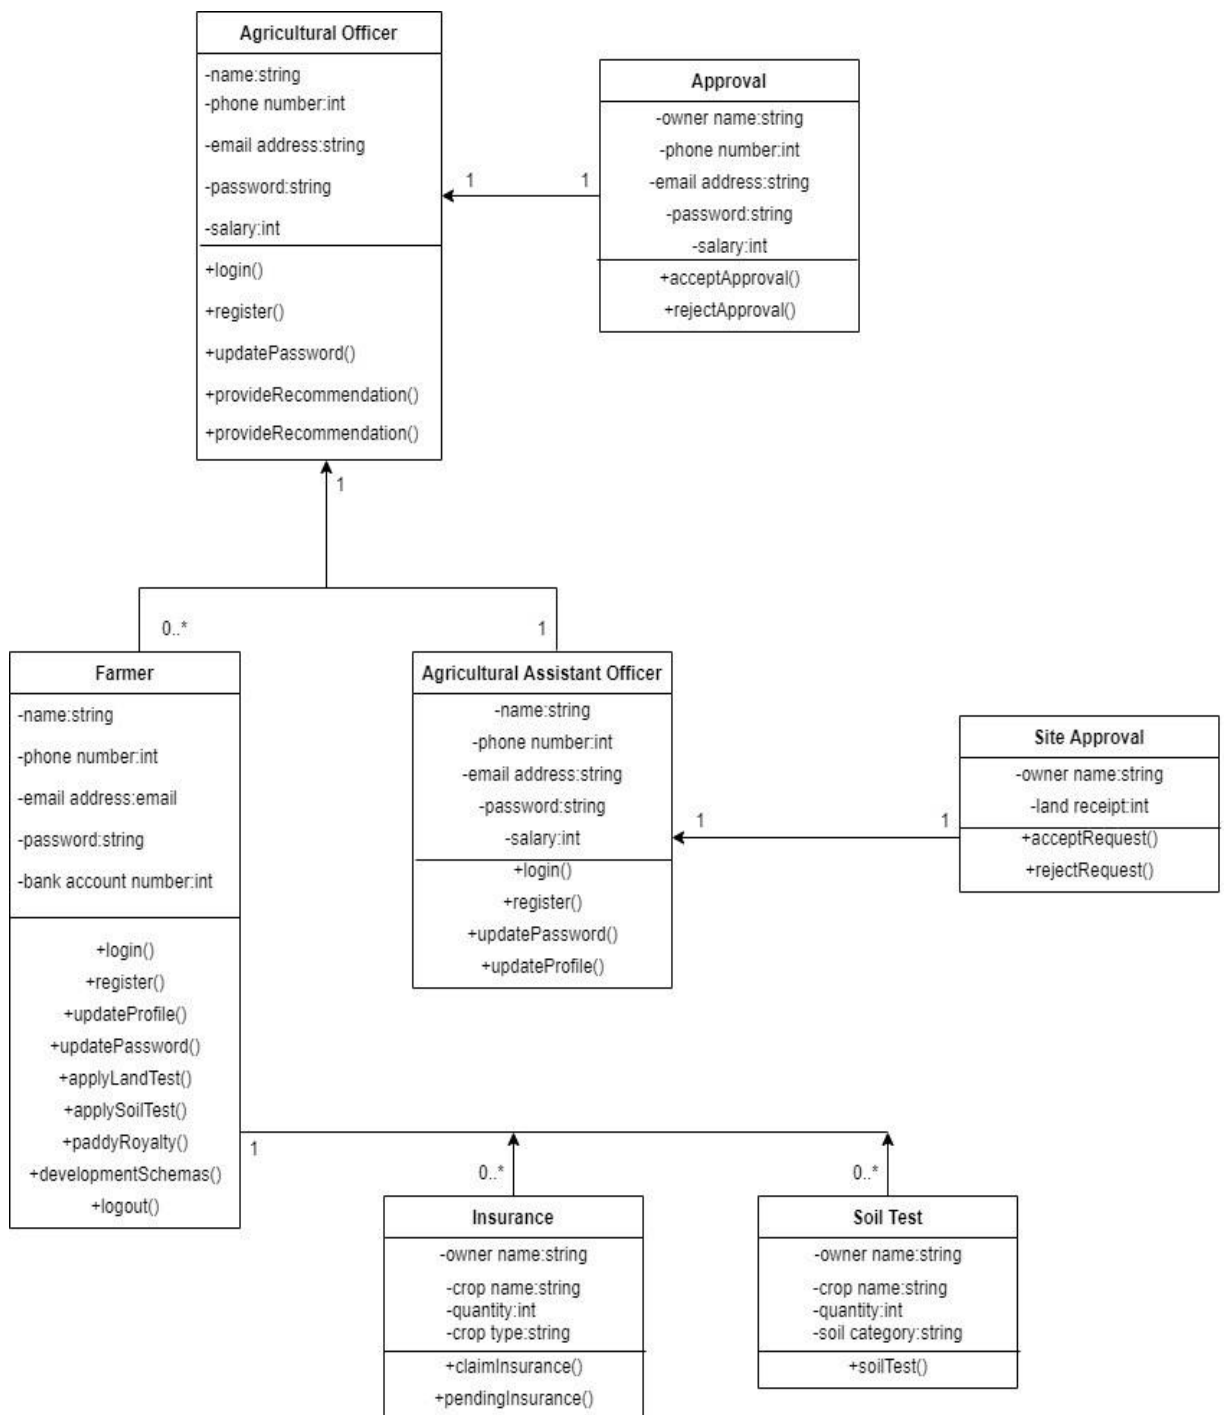 Agricultural Officer
-name:string
-phone number:int
-email address:string
-password:string
-salary:int
+login()
+register()
+updatePassword()
+provideRecommendation()
+provideRecommendation()
Approval
-owner name:string
-phone number:int
-email address:string
-password:string
-salary:int
+acceptApproval()
+rejectApproval()
1
1
1
0..*
1
Farmer
-name:string
-phone number:int
-email address:email
-password:string
-bank account number:int
+login()
+register()
+updateProfile()
+updatePassword()
+applyLandTest()
+applySoilTest()
+paddyRoyalty()
+developmentSchemas()
+logout()
Agricultural Assistant Officer
-name:string
-phone number:int
-email address:string
-password:string
-salary:int
+login()
+register()
+updatePassword()
+updateProfile()
1
1
Site Approval
-owner name:string
-land receipt:int
+acceptRequest()
+rejectRequest()
1
0..*
0..*
Insurance
-owner name:string
-crop name:string
-quantity:int
-crop type:string
+claimInsurance()
+pendingInsurance()
Soil Test
-owner name:string
-crop name:string
-quantity:int
-soil category:string
+soilTest()